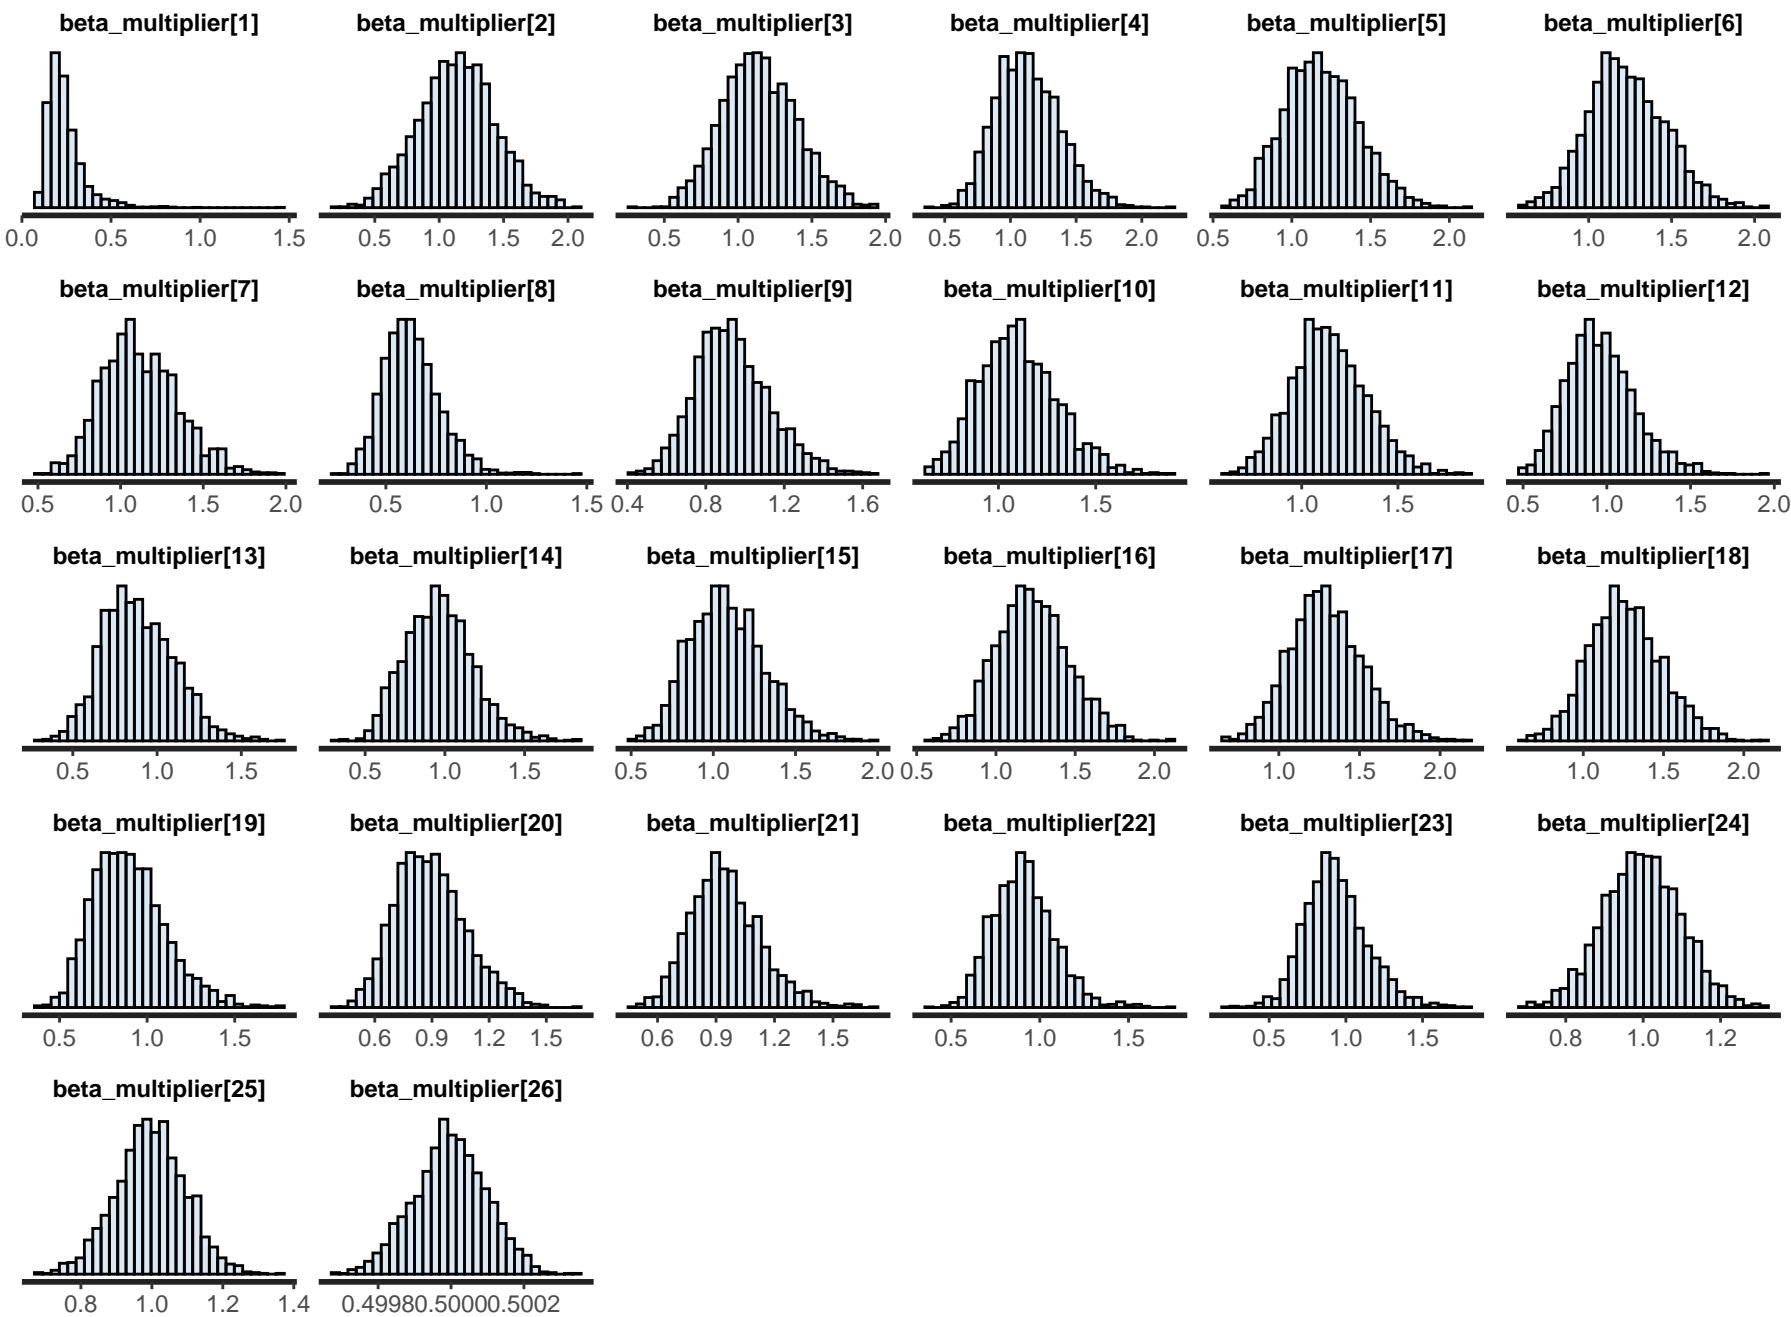 beta_multiplier[1] beta_multiplier[2] beta_multiplier[3] beta_multiplier[4] beta_multiplier[5] beta_multiplier[6]
0.0 0.5 1.0 1.5 0.5 1.0 1.5 2.0 0.5 1.0 1.5 2.0 0.5 1.0 1.5 2.0 0.5 1.0 1.5 2.0 1.0 1.5 2.0
beta_multiplier[7] beta_multiplier[8] beta_multiplier[9] beta_multiplier[10] beta_multiplier[11] beta_multiplier[12]
0.5 1.0 1.5 2.0 0.5 1.0 1.5 0.4 0.8 1.2 1.6 1.0 1.5 1.0 1.5 0.5 1.0 1.5 2.0
beta_multiplier[13] beta_multiplier[14] beta_multiplier[15] beta_multiplier[16] beta_multiplier[17] beta_multiplier[18]
0.5 1.0 1.5 0.5 1.0 1.5 0.5 1.0 1.5 2.0 0.5 1.0 1.5 2.0 1.0 1.5 2.0 1.0 1.5 2.0
beta_multiplier[19] beta_multiplier[20] beta_multiplier[21] beta_multiplier[22] beta_multiplier[23] beta_multiplier[24]
0.5 1.0 1.5 0.6 0.9 1.2 1.5 0.6 0.9 1.2 1.5 0.5 1.0 1.5 0.5 1.0 1.5 0.8 1.0 1.2
beta_multiplier[25] beta_multiplier[26]
0.8 1.0 1.2 1.4 0.4998 0.5000 0.5002